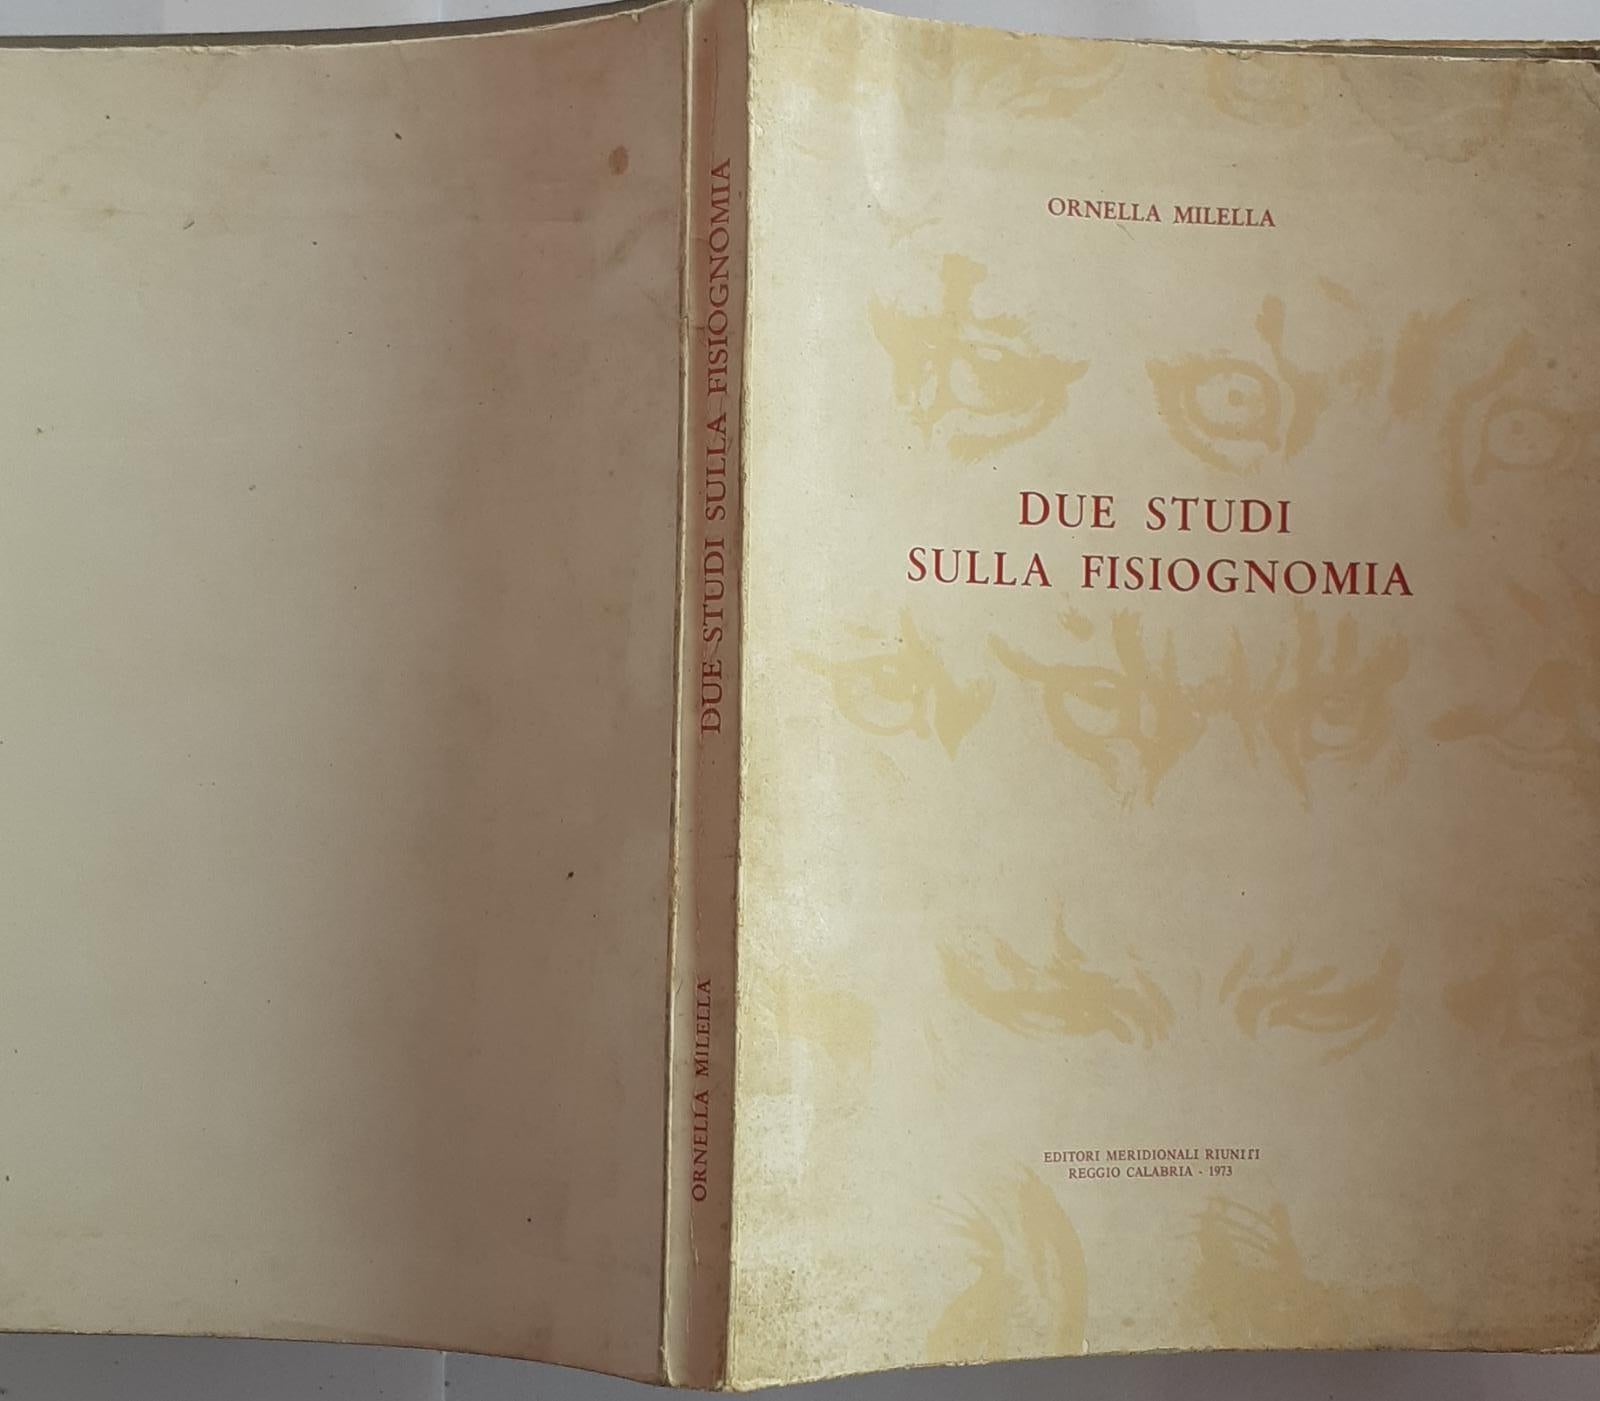 DUE STUDI SULLA FISIOGNOMIA
ORNELLA MILELLA
ORNELLA MILELLA
DUE STUDI
SULLA FISIOGNOMIA
EDITORI MERIDIONALI RIUNITI
REGGIO CALABRIA - 1973